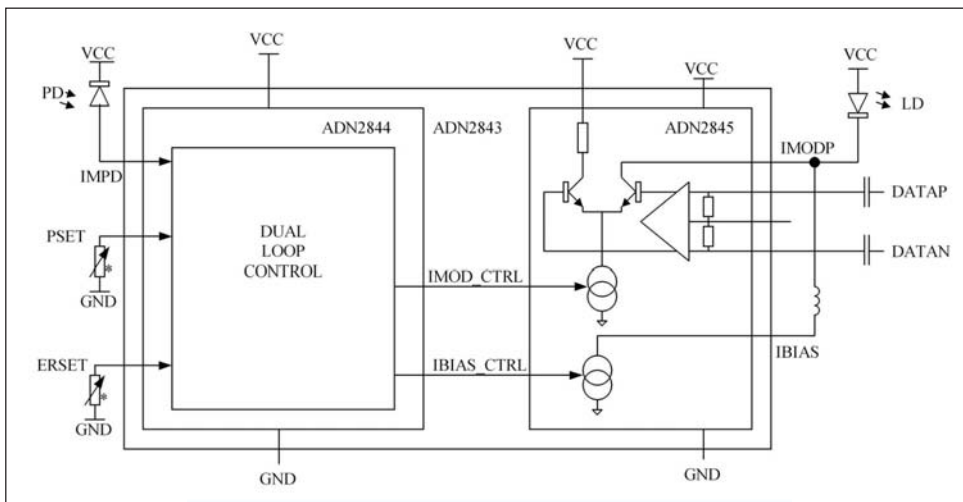 VCC
VCC
VCC
VCC
VCC
PD
ADN2844
ADN2843
ADN2845
LD
IMPD
IMODP
PSET
*
GND
DUAL
LOOP
CONTROL
DATAP
DATAN
IMOD_CTRL
ERSET
*
GND
IBIAS_CTRL
IBIAS
GND
GND